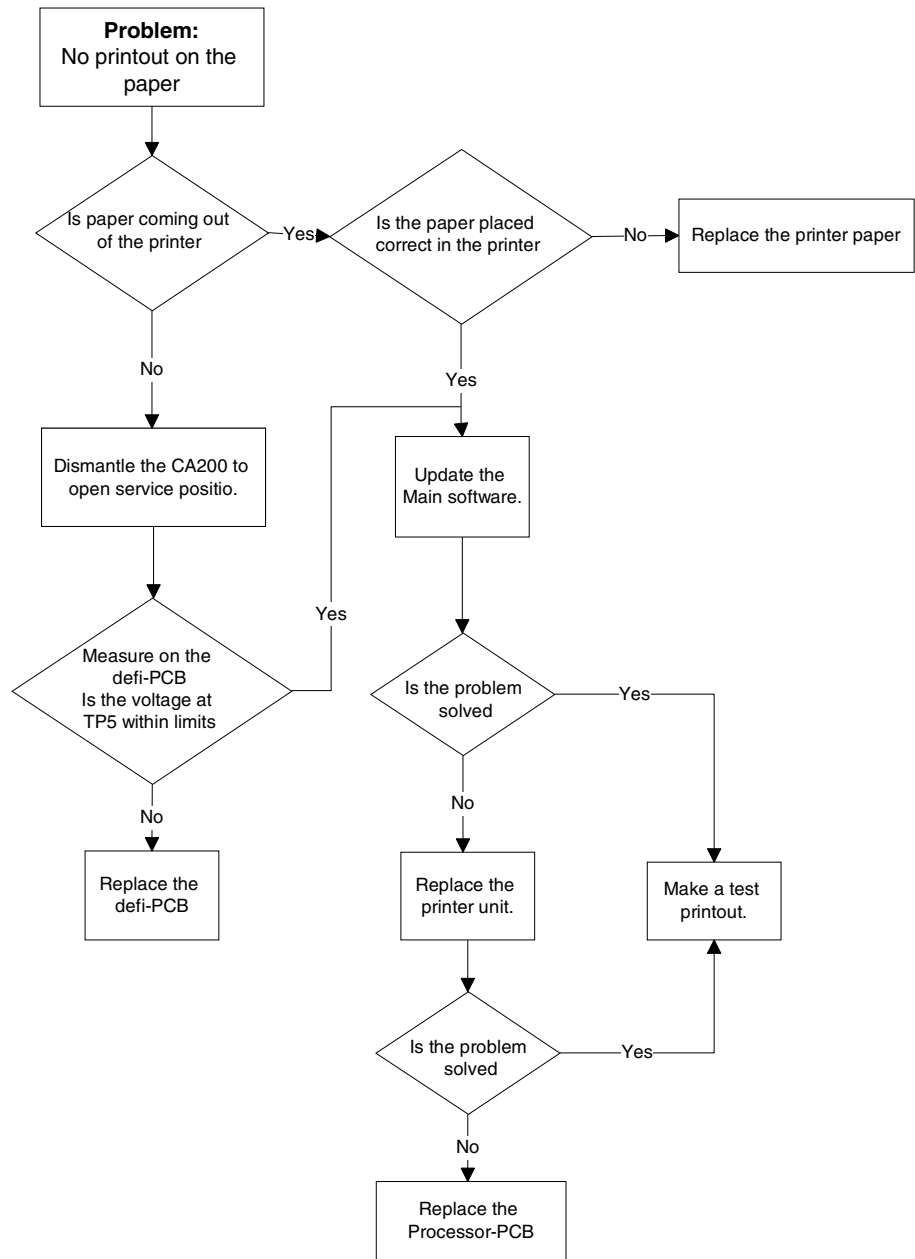 Problem:
No printout on the
paper
Is paper coming out
of the printer
Yes
Is the paper placed
correct in the printer
No
Replace the printer paper
No
Yes
Dismantle the CA200 to
open service positio.
Update the
Main software.
Yes
Measure on the
defi-PCB
Is the voltage at
TP5 within limits
Is the problem
solved
Yes
No
No
Replace the
defi-PCB
Replace the
printer unit.
Make a test
printout.
Is the problem
solved
Yes
No
Replace the
Processor-PCB